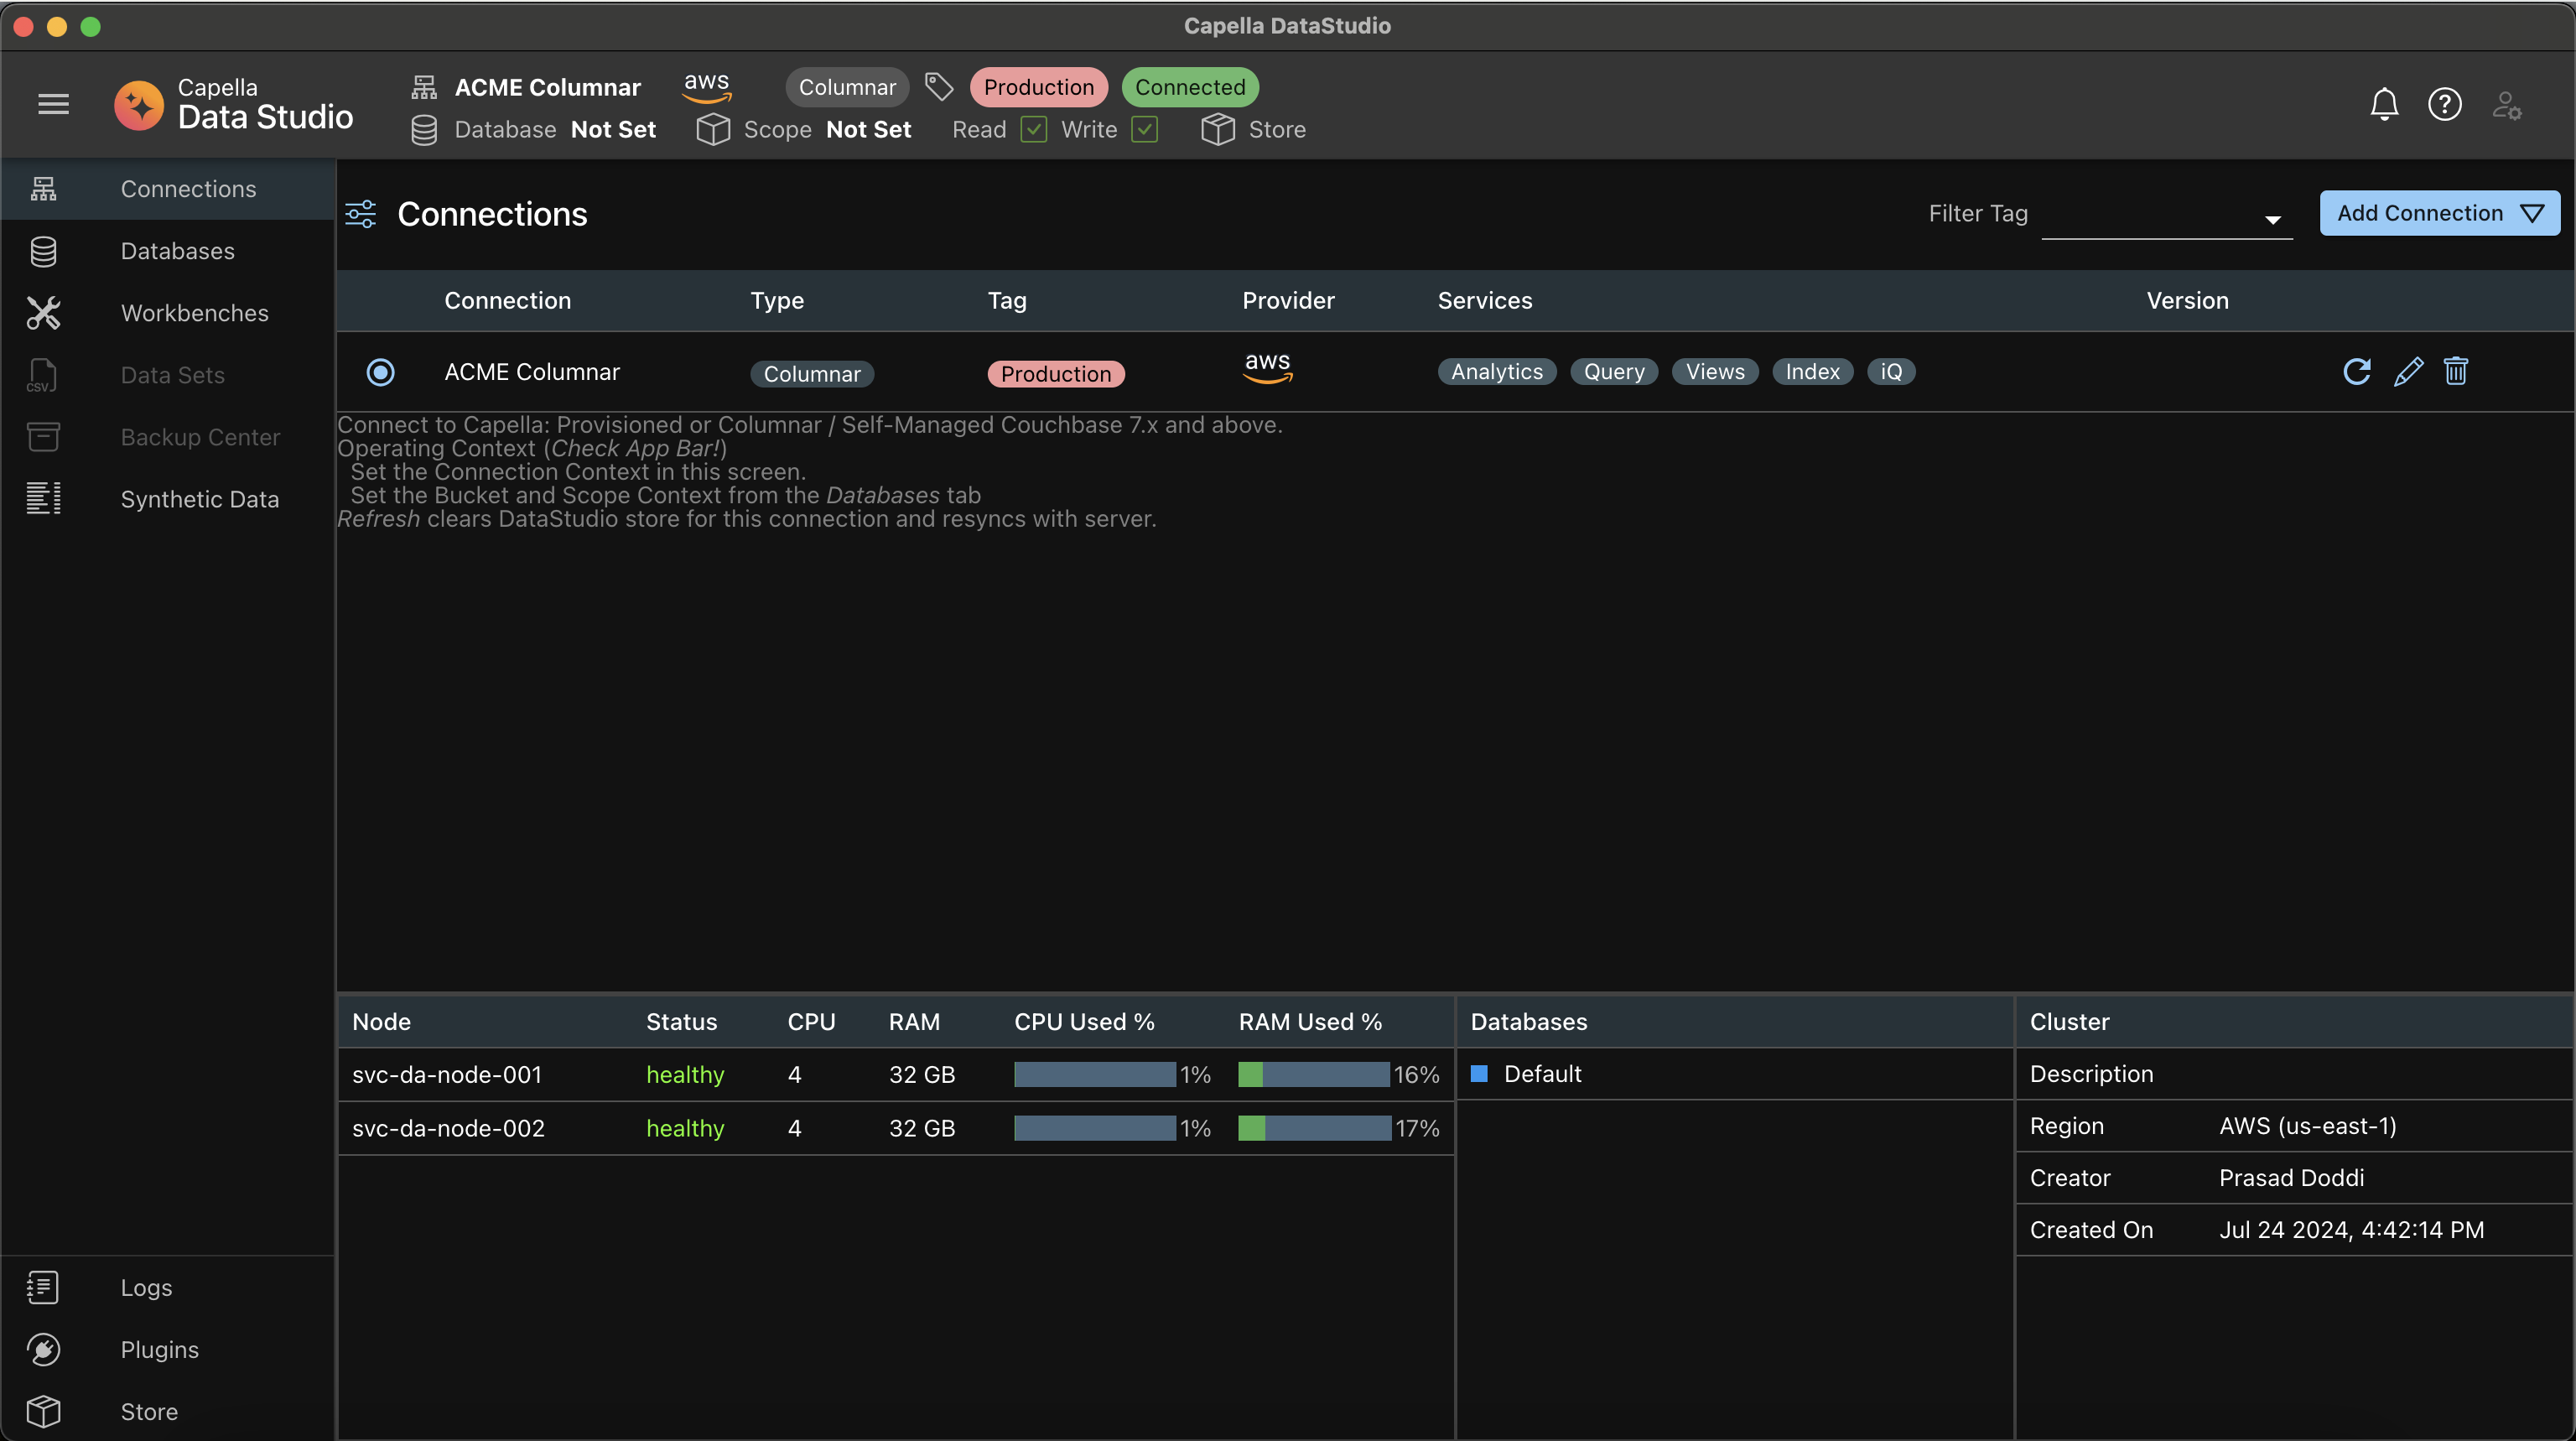 Capella DataStudio
Capella
Data Studio
ACME Columnar aws Columnar Production Connected
Database Not Set Scope Not Set Read Write Store
Connections
Databases
Workbenches
CSV Data Sets
Backup Center
Synthetic Data
Logs
Plugins
Store
Connections Filter Tag Add Connection
Connection Type Tag Provider Services Version
ACME Columnar Columnar Production aws Analytics Query Views Index iQ
Connect to Capella: Provisioned or Columnar / Self-Managed Couchbase 7.x and above.
Operating Context (Check App Bar!)
Set the Connection Context in this screen.
Set the Bucket and Scope Context from the Databases tab
Refresh clears DataStudio store for this connection and resyncs with server.
Node Status CPU RAM CPU Used % RAM Used %
svc-da-node-001 healthy 4 32 GB 1% 16%
svc-da-node-002 healthy 4 32 GB 1% 17%
Databases
Default
Cluster
Description
Region AWS (us-east-1)
Creator Prasad Doddi
Created On Jul 24 2024, 4:42:14 PM